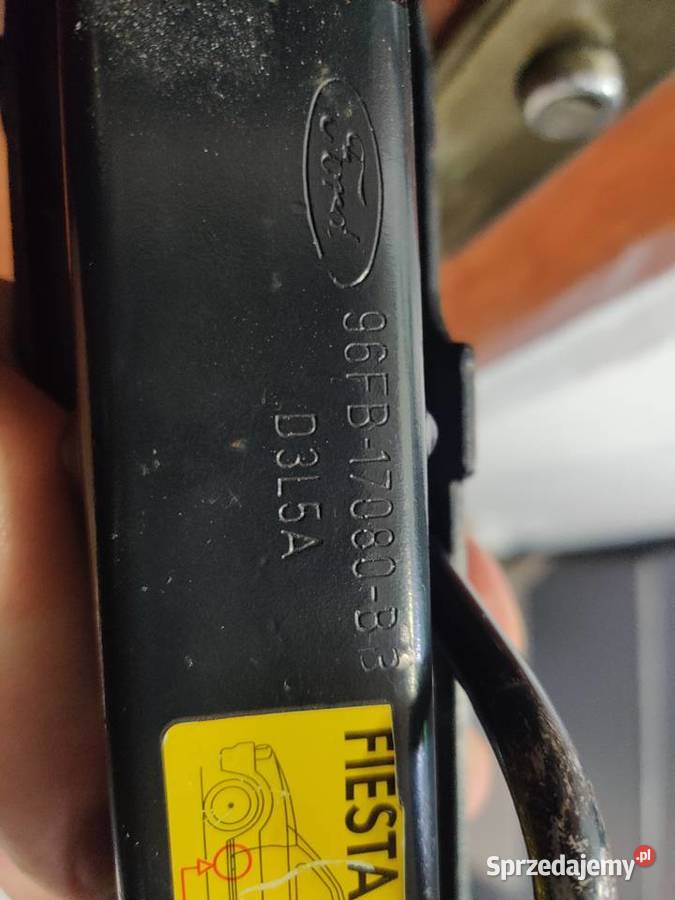 Ford
96FB-17080-B3
D3L5A
FIESTA
Sprzedajemy.pl